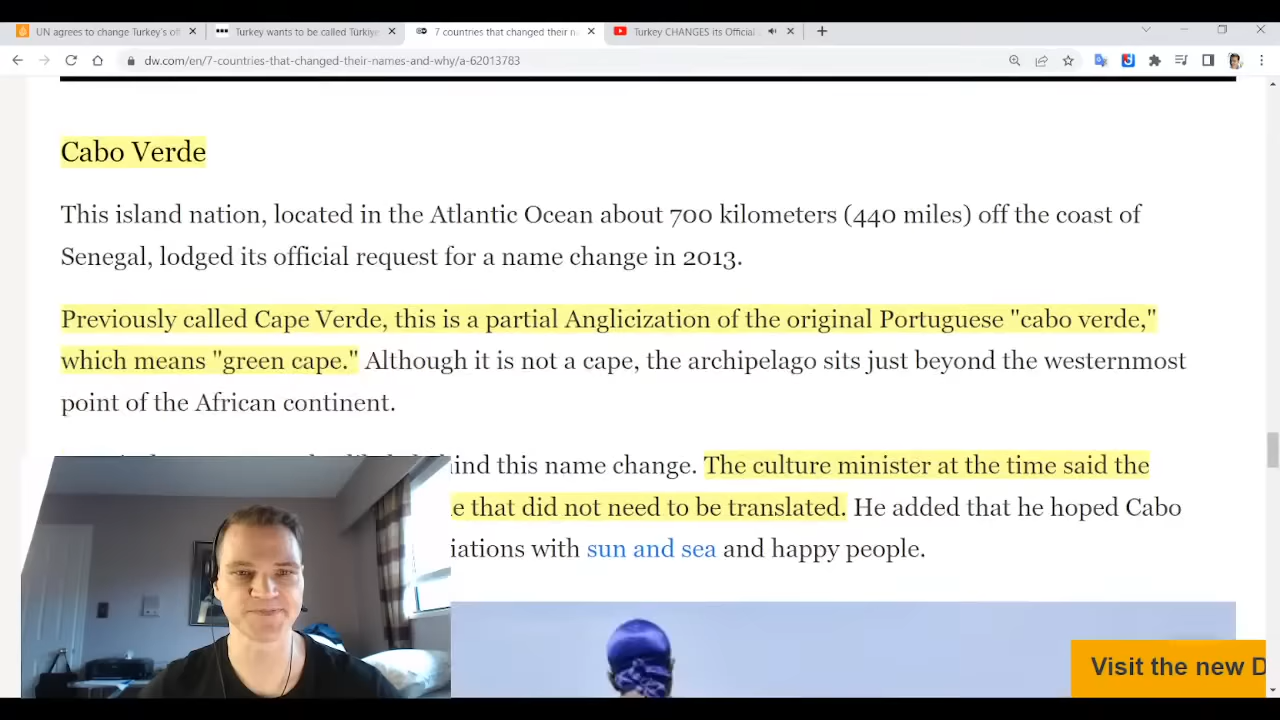 UN agrees to change Turkey's of
Turkey wants to be called Türkiye
7 countries that changed their n
Turkey CHANGES its Official
dw.com/en/7-countries-that-changed-their-names-and-why/a-62013783
Cabo Verde
This island nation, located in the Atlantic Ocean about 700 kilometers (440 miles) off the coast of
Senegal, lodged its official request for a name change in 2013.
Previously called Cape Verde, this is a partial Anglicization of the original Portuguese "cabo verde,"
which means "green cape." Although it is not a cape, the archipelago sits just beyond the westernmost
point of the African continent.
ind this name change. The culture minister at the time said the
e that did not need to be translated. He added that he hoped Cabo
iations with sun and sea and happy people.
Visit the new D